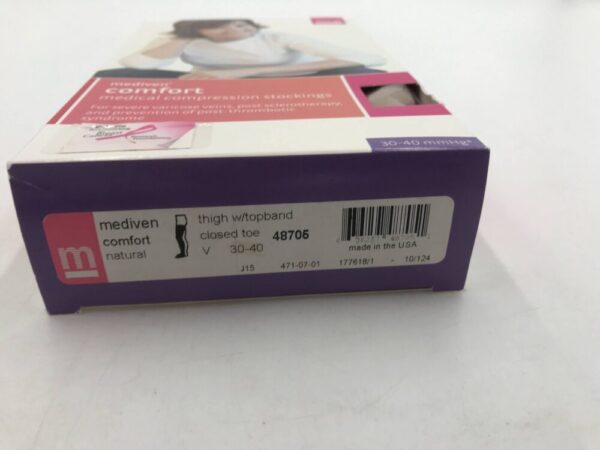 mediven
comfort
medical compression stockings
For severe varicose veins, post sclerotherapy,
and prevention of post-thrombotic
syndrome
30-40 mmHg*
m
mediven
comfort
natural
thigh w/topband
closed toe 48705
V 30-40
made in the USA
J15 471-07-01 177618/1 - 10/124